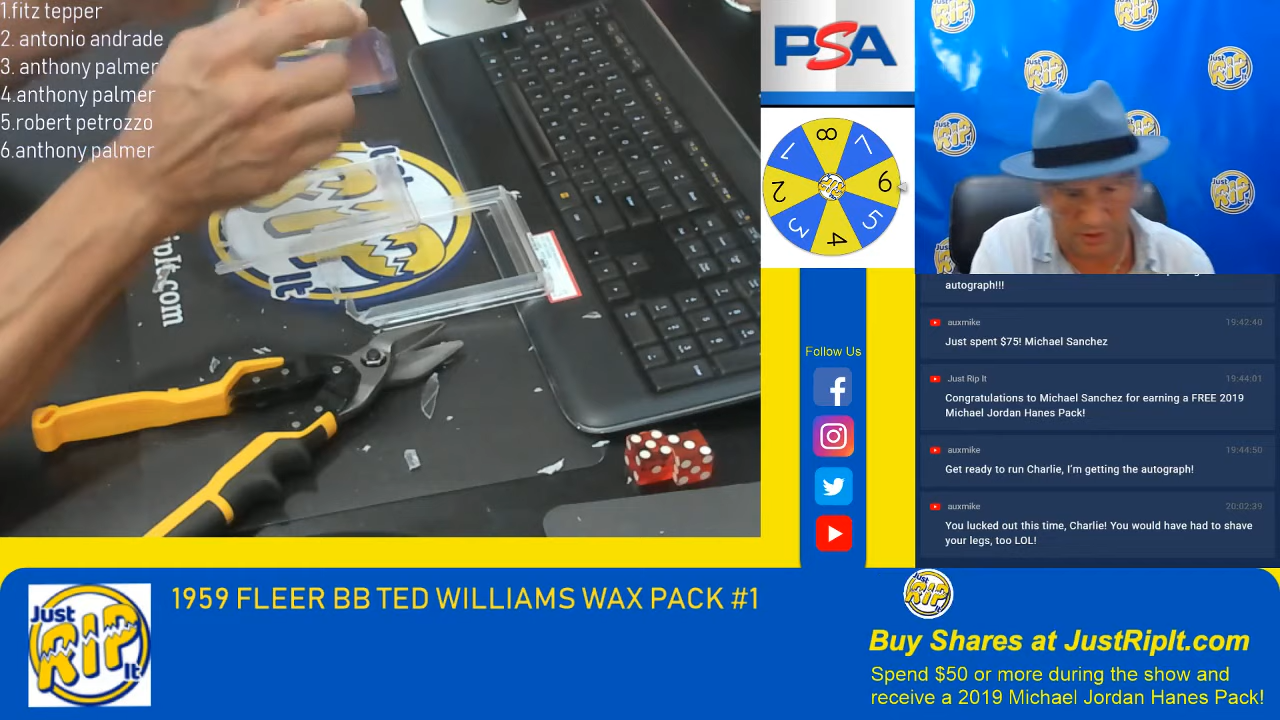 1.fitz tepper
2. antonio andrade
3. anthony palmer
4.anthony palmer
5.robert petrozzo
6.anthony palmer
PSA
8
7
9
5
4
3
2
1
ipIt.com
Follow Us
autograph!!!
auxmike 19:42:40
Just spent $75! Michael Sanchez
Just Rip It 19:44:01
Congratulations to Michael Sanchez for earning a FREE 2019
Michael Jordan Hanes Pack!
auxmike 19:44:50
Get ready to run Charlie, I'm getting the autograph!
auxmike 20:02:39
You lucked out this time, Charlie! You would have had to shave
your legs, too LOL!
Just
RIP
It
1959 FLEER BB TED WILLIAMS WAX PACK #1
Just
RIP
It
Buy Shares at JustRipIt.com
Spend $50 or more during the show and
receive a 2019 Michael Jordan Hanes Pack!